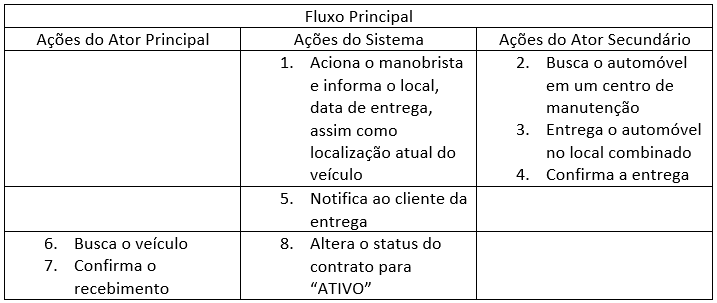 Fluxo Principal
Ações do Ator Principal
Ações do Sistema
Ações do Ator Secundário
1. Aciona o manobrista
e informa o local,
data de entrega,
assim como
localização atual do
veículo
2. Busca o automóvel
em um centro de
manutenção
3. Entrega o automóvel
no local combinado
4. Confirma a entrega
5. Notifica ao cliente da
entrega
6. Busca o veículo
7. Confirma o
recebimento
8. Altera o status do
contrato para
“ATIVO”